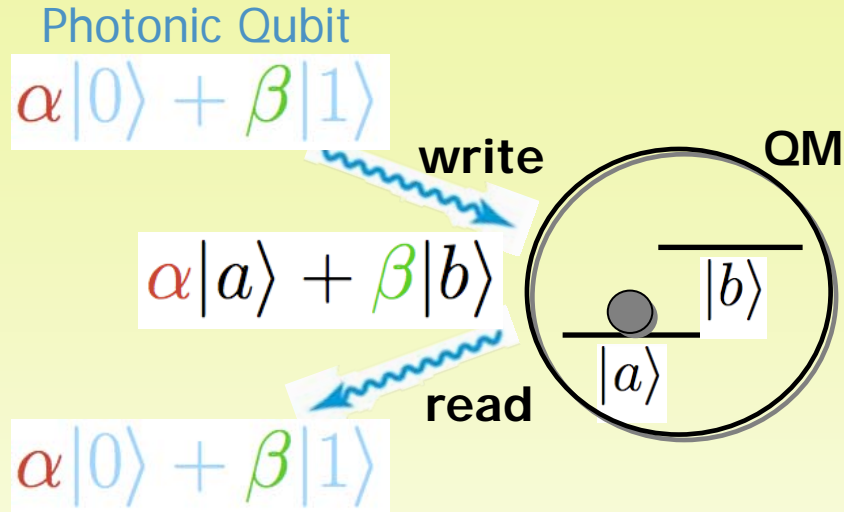 Photonic Qubit
α|0⟩ + β|1⟩
write
QM
α|a⟩ + β|b⟩
|b⟩
|a⟩
read
α|0⟩ + β|1⟩